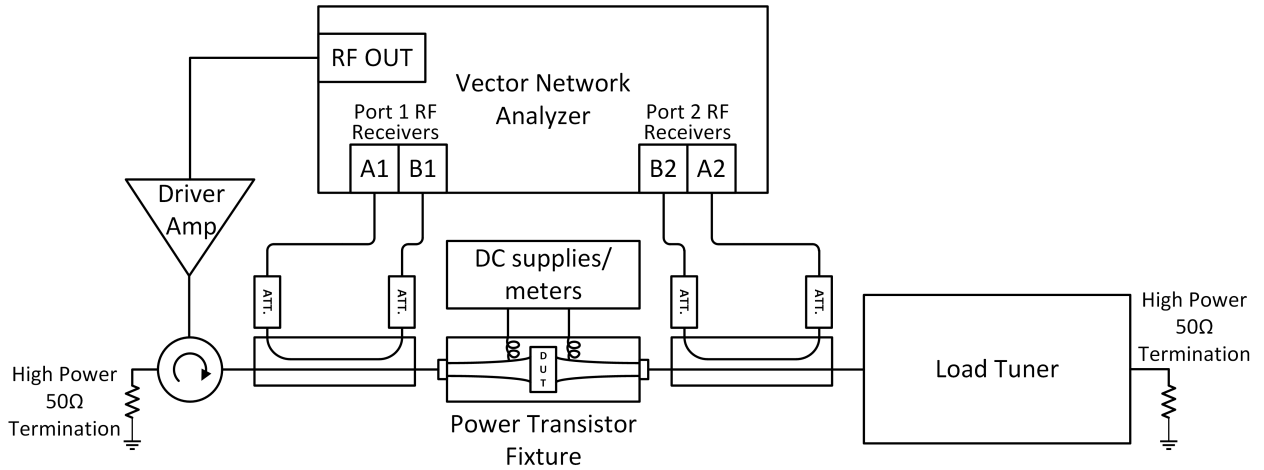 RF OUT
Vector Network
Analyzer
Port 1 RF
Receivers
Port 2 RF
Receivers
A1
B1
B2
A2
Driver
Amp
DC supplies/
meters
ATT.
ATT.
ATT.
ATT.
High Power
50Ω
Termination
DUT
Load Tuner
High Power
50Ω
Termination
Power Transistor
Fixture